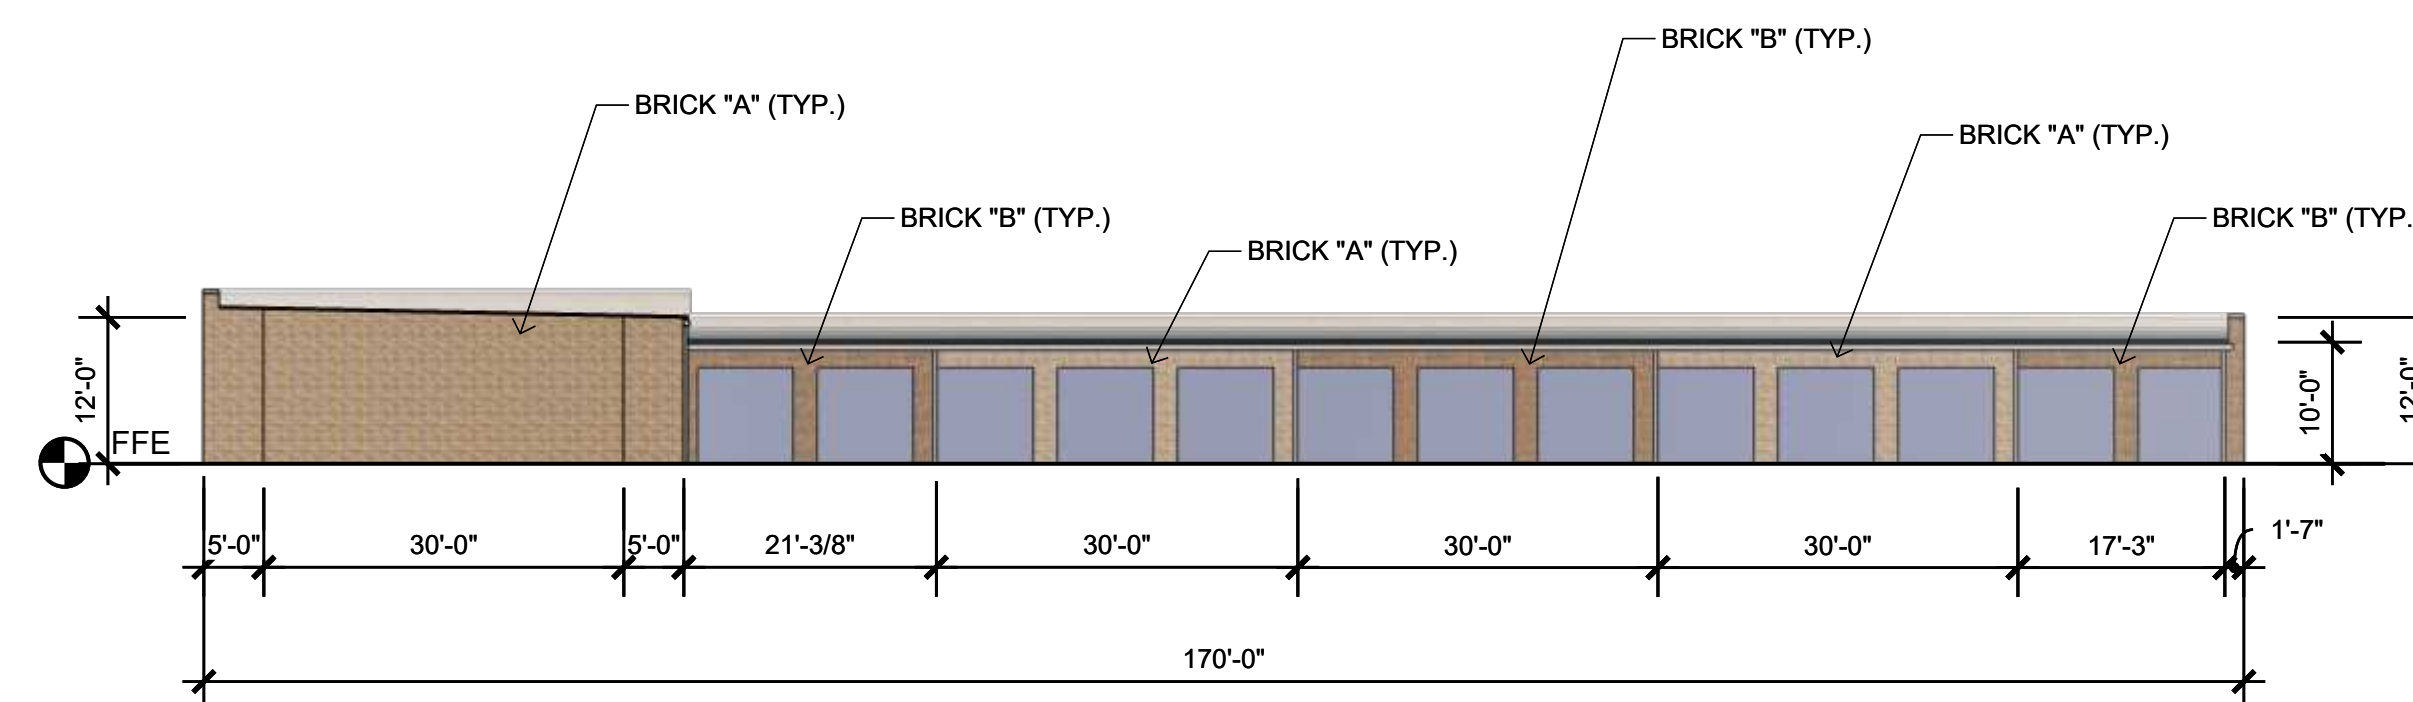 BRICK "B" (TYP.)
BRICK "A" (TYP.)
BRICK "A" (TYP.)
BRICK "B" (TYP.)
BRICK "B" (TYP.
BRICK "A" (TYP.)
12'-0"
FFE
10'-0"
12'-0"
5'-0"
30'-0"
5'-0"
21'-3/8"
30'-0"
30'-0"
30'-0"
17'-3"
1'-7"
170'-0"